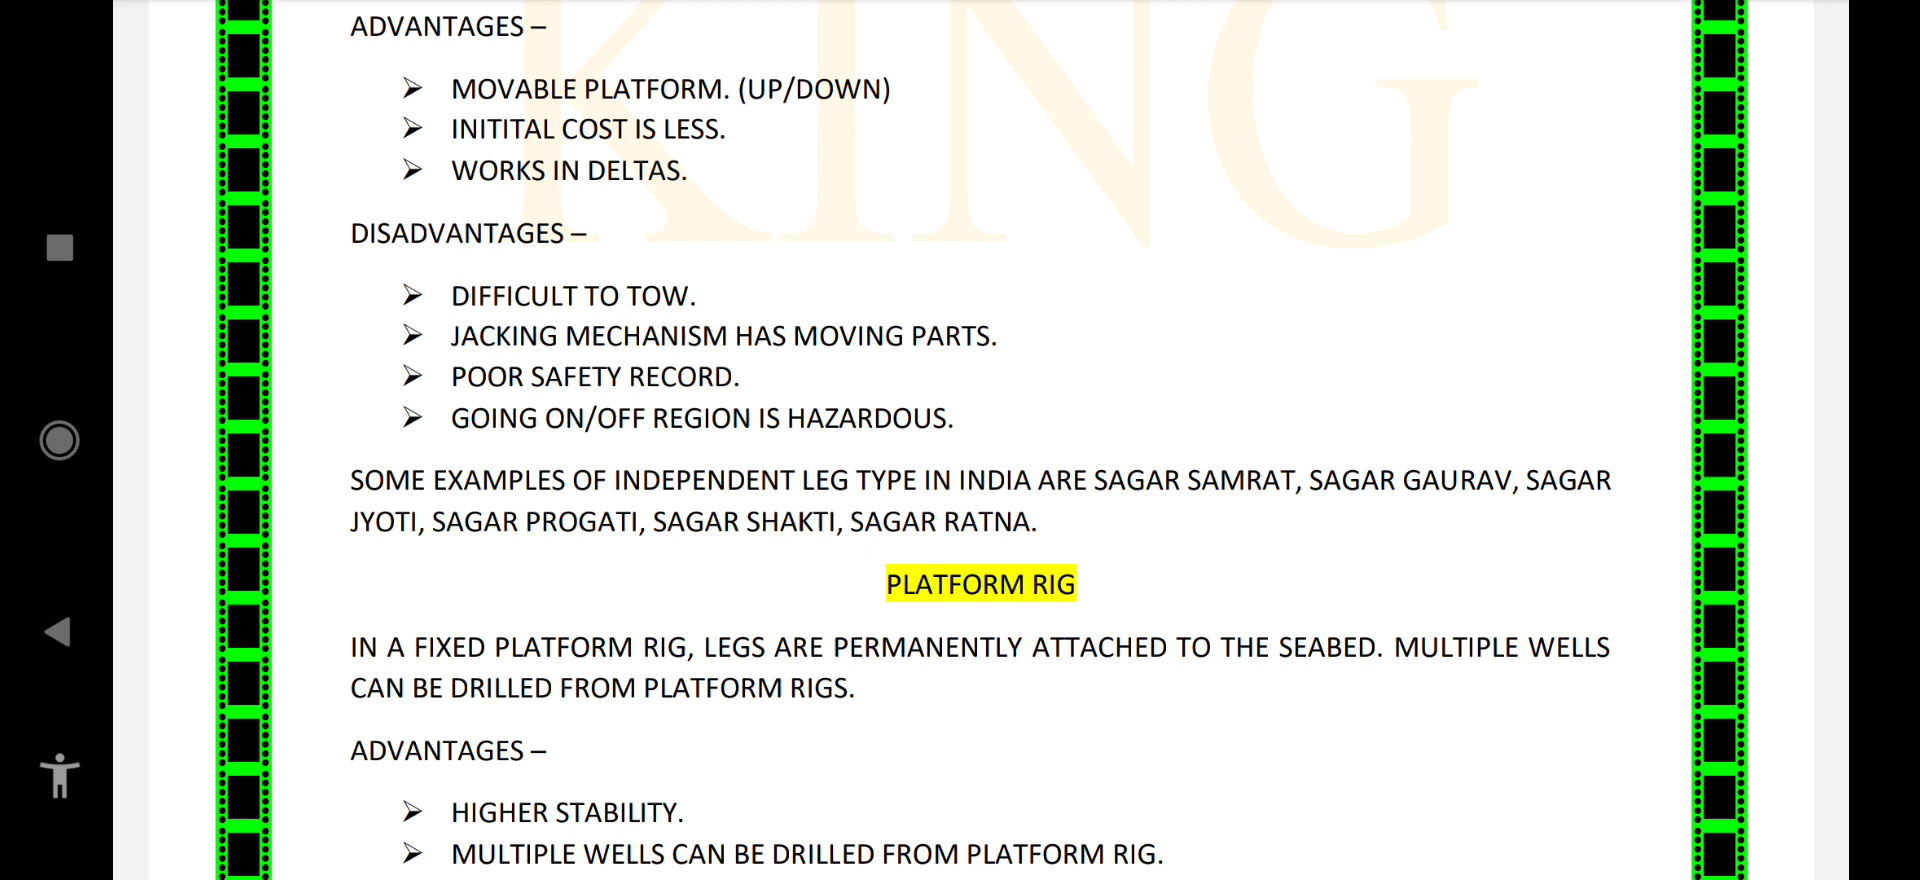 KING
ADVANTAGES –
➢ MOVABLE PLATFORM. (UP/DOWN)
➢ INITITAL COST IS LESS.
➢ WORKS IN DELTAS.
DISADVANTAGES –
➢ DIFFICULT TO TOW.
➢ JACKING MECHANISM HAS MOVING PARTS.
➢ POOR SAFETY RECORD.
➢ GOING ON/OFF REGION IS HAZARDOUS.
SOME EXAMPLES OF INDEPENDENT LEG TYPE IN INDIA ARE SAGAR SAMRAT, SAGAR GAURAV, SAGAR
JYOTI, SAGAR PROGATI, SAGAR SHAKTI, SAGAR RATNA.
PLATFORM RIG
IN A FIXED PLATFORM RIG, LEGS ARE PERMANENTLY ATTACHED TO THE SEABED. MULTIPLE WELLS
CAN BE DRILLED FROM PLATFORM RIGS.
ADVANTAGES –
➢ HIGHER STABILITY.
➢ MULTIPLE WELLS CAN BE DRILLED FROM PLATFORM RIG.